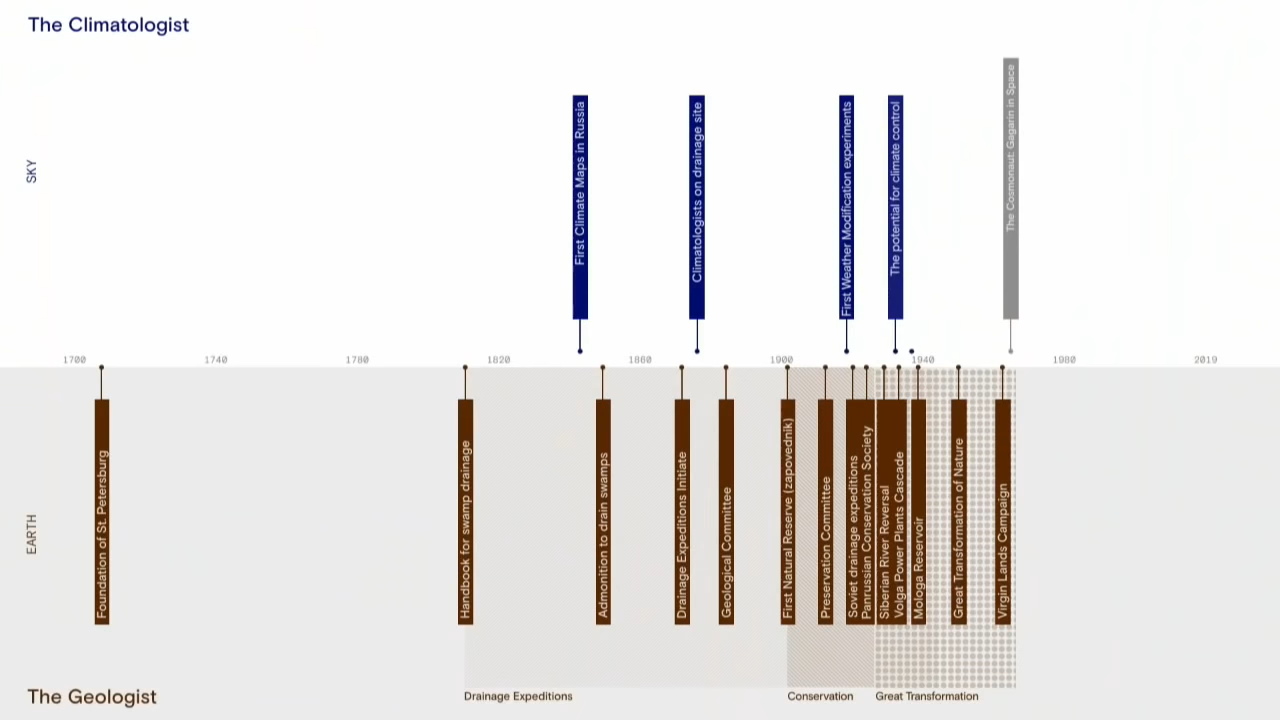 The Climatologist
SKY
First Climate Maps in Russia
Climatologists on drainage site
First Weather Modification experiments
The potential for climate control
The Cosmonaut: Gagarin in Space
1700 1740 1780 1820 1860 1900 1940 1980 2019
EARTH
Foundation of St. Petersburg
Handbook for swamp drainage
Admonition to drain swamps
Drainage Expeditions Initiate
Geological Committee
First Natural Reserve (zapovednik)
Preservation Committee
Soviet drainage expeditions
Panrussian Conservation Society
Siberian River Reversal
Volga Power Plants Cascade
Mologa Reservoir
Great Transformation of Nature
Virgin Lands Campaign
Drainage Expeditions
Conservation
Great Transformation
The Geologist